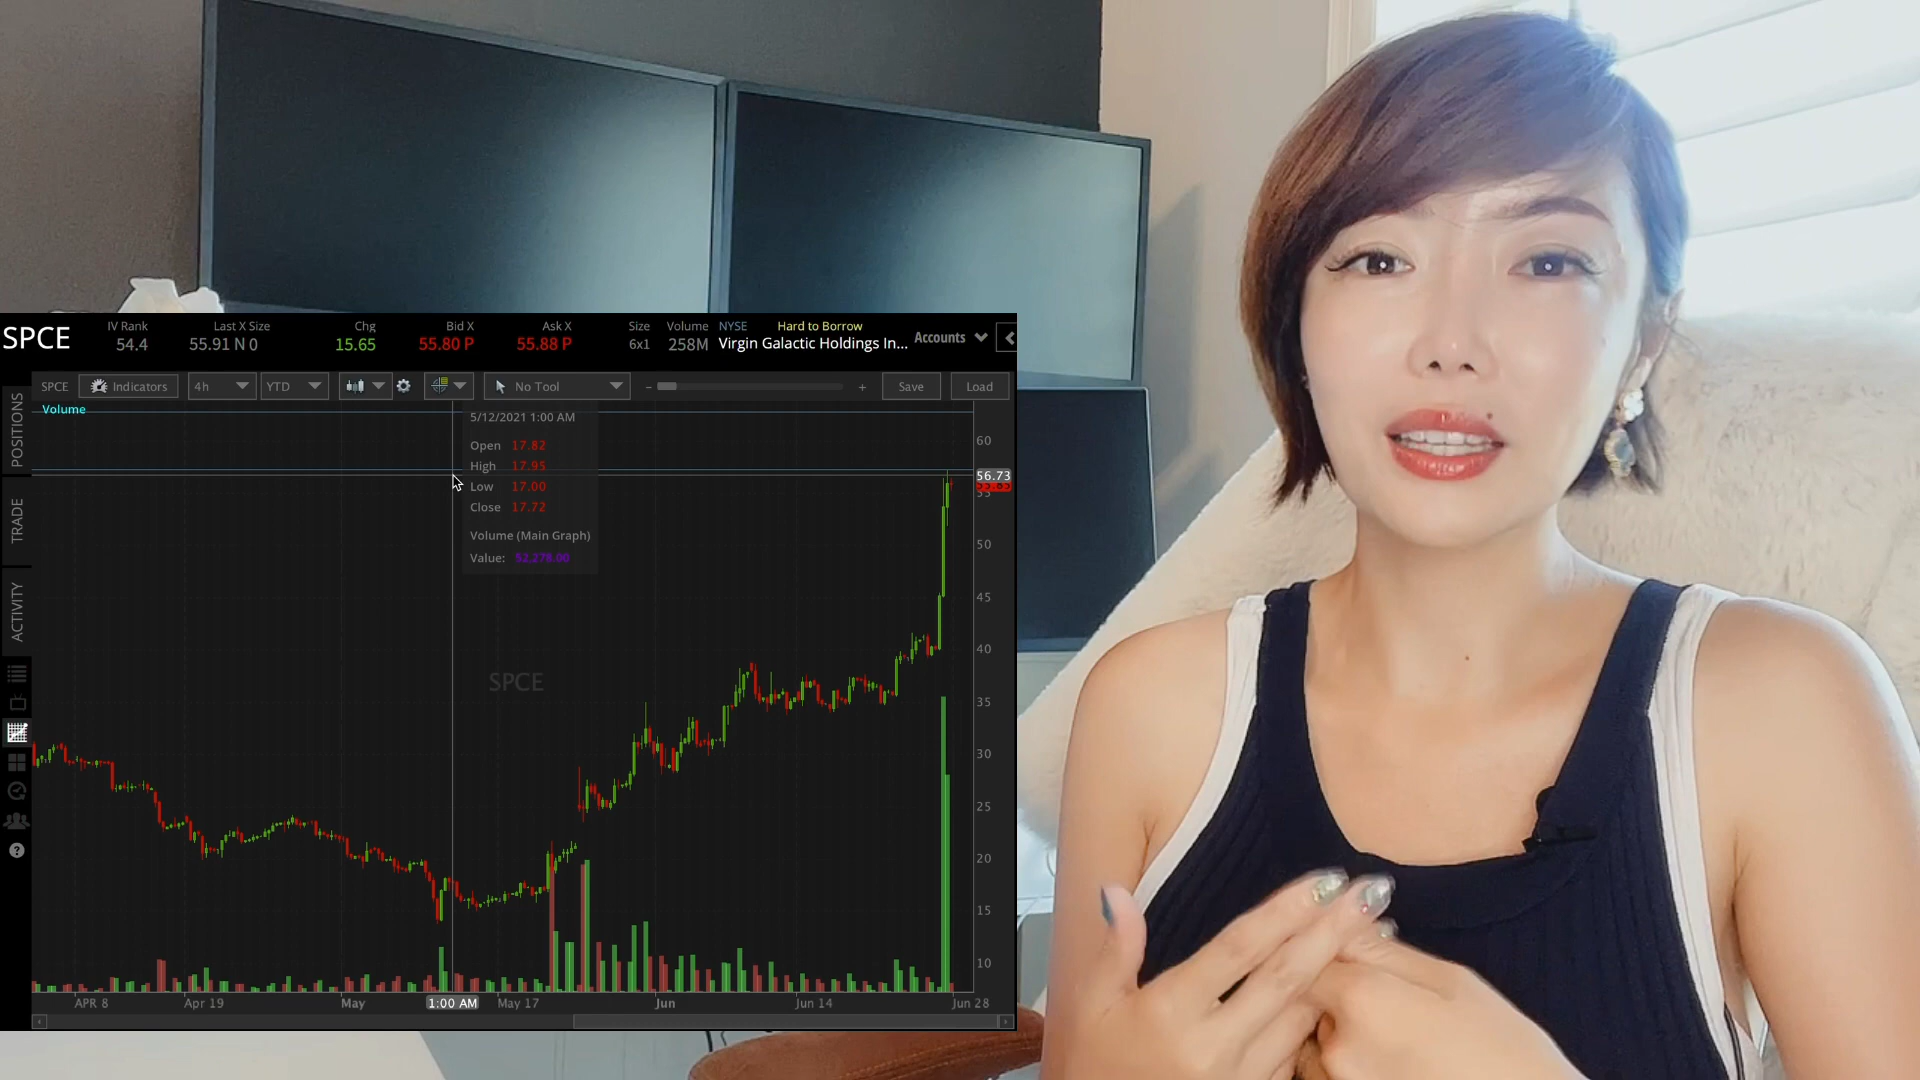 SPCE
IV Rank
54.4
Last X Size
55.91 N 0
Chg
15.65
Bid X
55.80 P
Ask X
55.88 P
Size
6x1
Volume
258M
NYSE
Hard to Borrow
Virgin Galactic Holdings In...
Accounts
SPCE
Indicators
4h
YTD
No Tool
Save
Load
POSITIONS
TRADE
ACTIVITY
Volume
5/12/2021 1:00 AM
Open 17.82
High 17.95
Low 17.00
Close 17.72
Volume (Main Graph)
Value: 52,278.00
SPCE
60
56.73
55
50
45
40
35
30
25
20
15
10
APR 8
Apr 19
May
1:00 AM
May 17
Jun
Jun 14
Jun 28